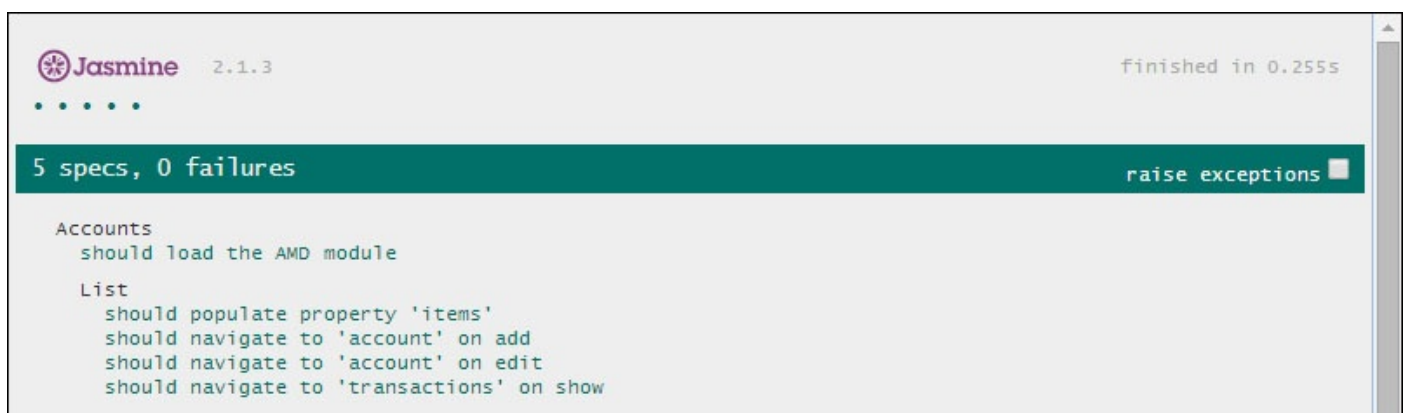 Jasmine 2.1.3 finished in 0.255s
5 specs, 0 failures raise exceptions
Accounts
should load the AMD module
List
should populate property 'items'
should navigate to 'account' on add
should navigate to 'account' on edit
should navigate to 'transactions' on show